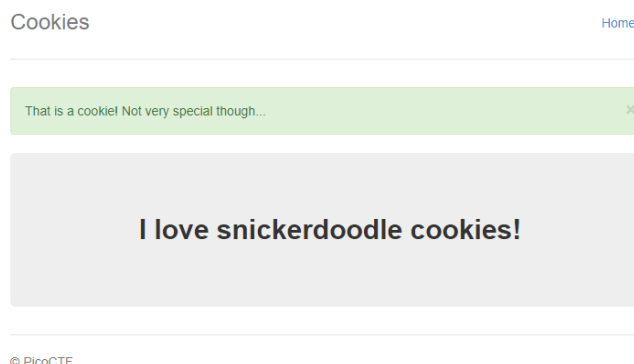 Cookies
Home
That is a cookie! Not very special though...
×
I love snickerdoodle cookies!
© PicoCTF